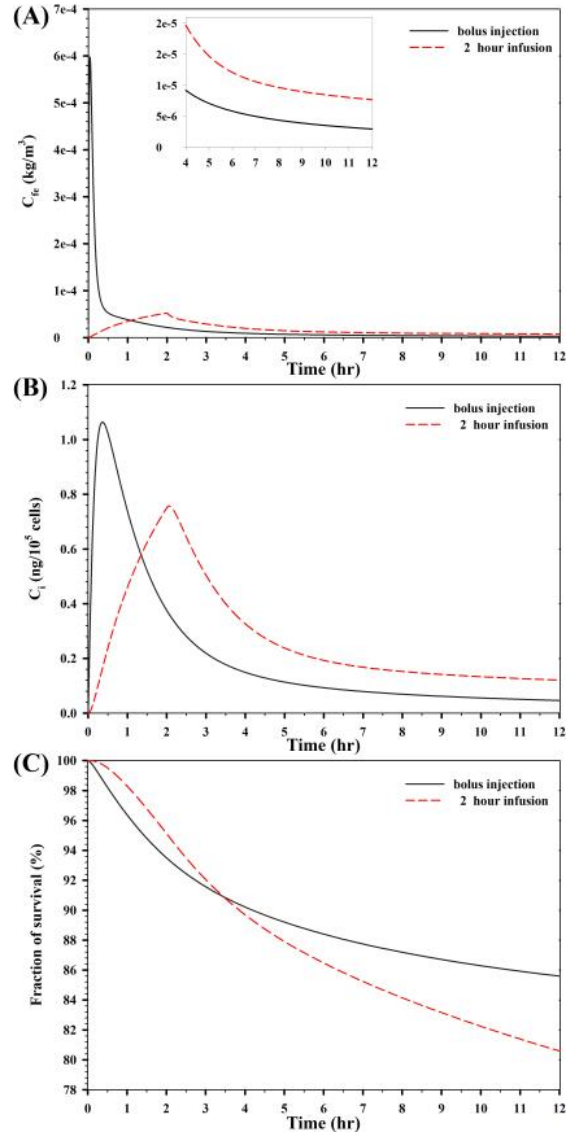 (A)
bolus injection
2 hour infusion
C_fe (kg/m³)
7e-4
6e-4
5e-4
4e-4
3e-4
2e-4
1e-4
0
2e-5
2e-5
1e-5
5e-6
0
4 5 6 7 8 9 10 11 12
0 1 2 3 4 5 6 7 8 9 10 11 12
Time (hr)
(B)
bolus injection
2 hour infusion
C_i (ng/10⁵ cells)
1.2
1.0
0.8
0.6
0.4
0.2
0.0
0 1 2 3 4 5 6 7 8 9 10 11 12
Time (hr)
(C)
bolus injection
2 hour infusion
Fraction of survival (%)
100
98
96
94
92
90
88
86
84
82
80
78
0 1 2 3 4 5 6 7 8 9 10 11 12
Time (hr)